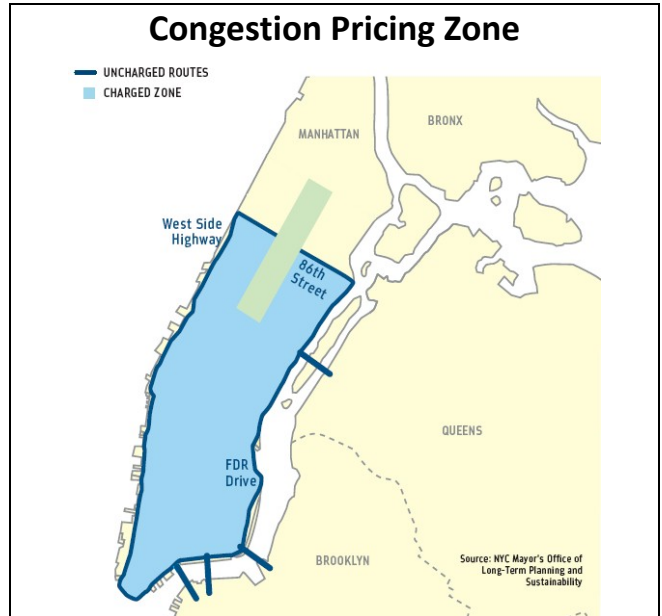 Congestion Pricing Zone
UNCHARGED ROUTES
CHARGED ZONE
BRONX
MANHATTAN
West Side
Highway
86th
Street
QUEENS
FDR
Drive
BROOKLYN
Source: NYC Mayor's Office of
Long-Term Planning and
Sustainability